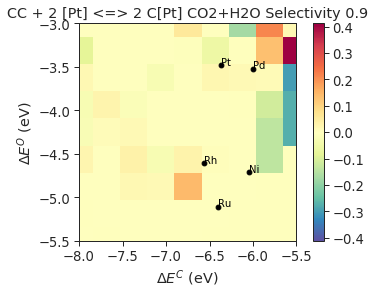 CC + 2 [Pt] <=> 2 C[Pt] CO2+H2O Selectivity 0.9
−3.0
−3.5
−4.0
−4.5
−5.0
−5.5
ΔE^O (eV)
Pt
Pd
Rh
Ni
Ru
−8.0 −7.5 −7.0 −6.5 −6.0 −5.5
ΔE^C (eV)
0.4
0.3
0.2
0.1
0.0
−0.1
−0.2
−0.3
−0.4